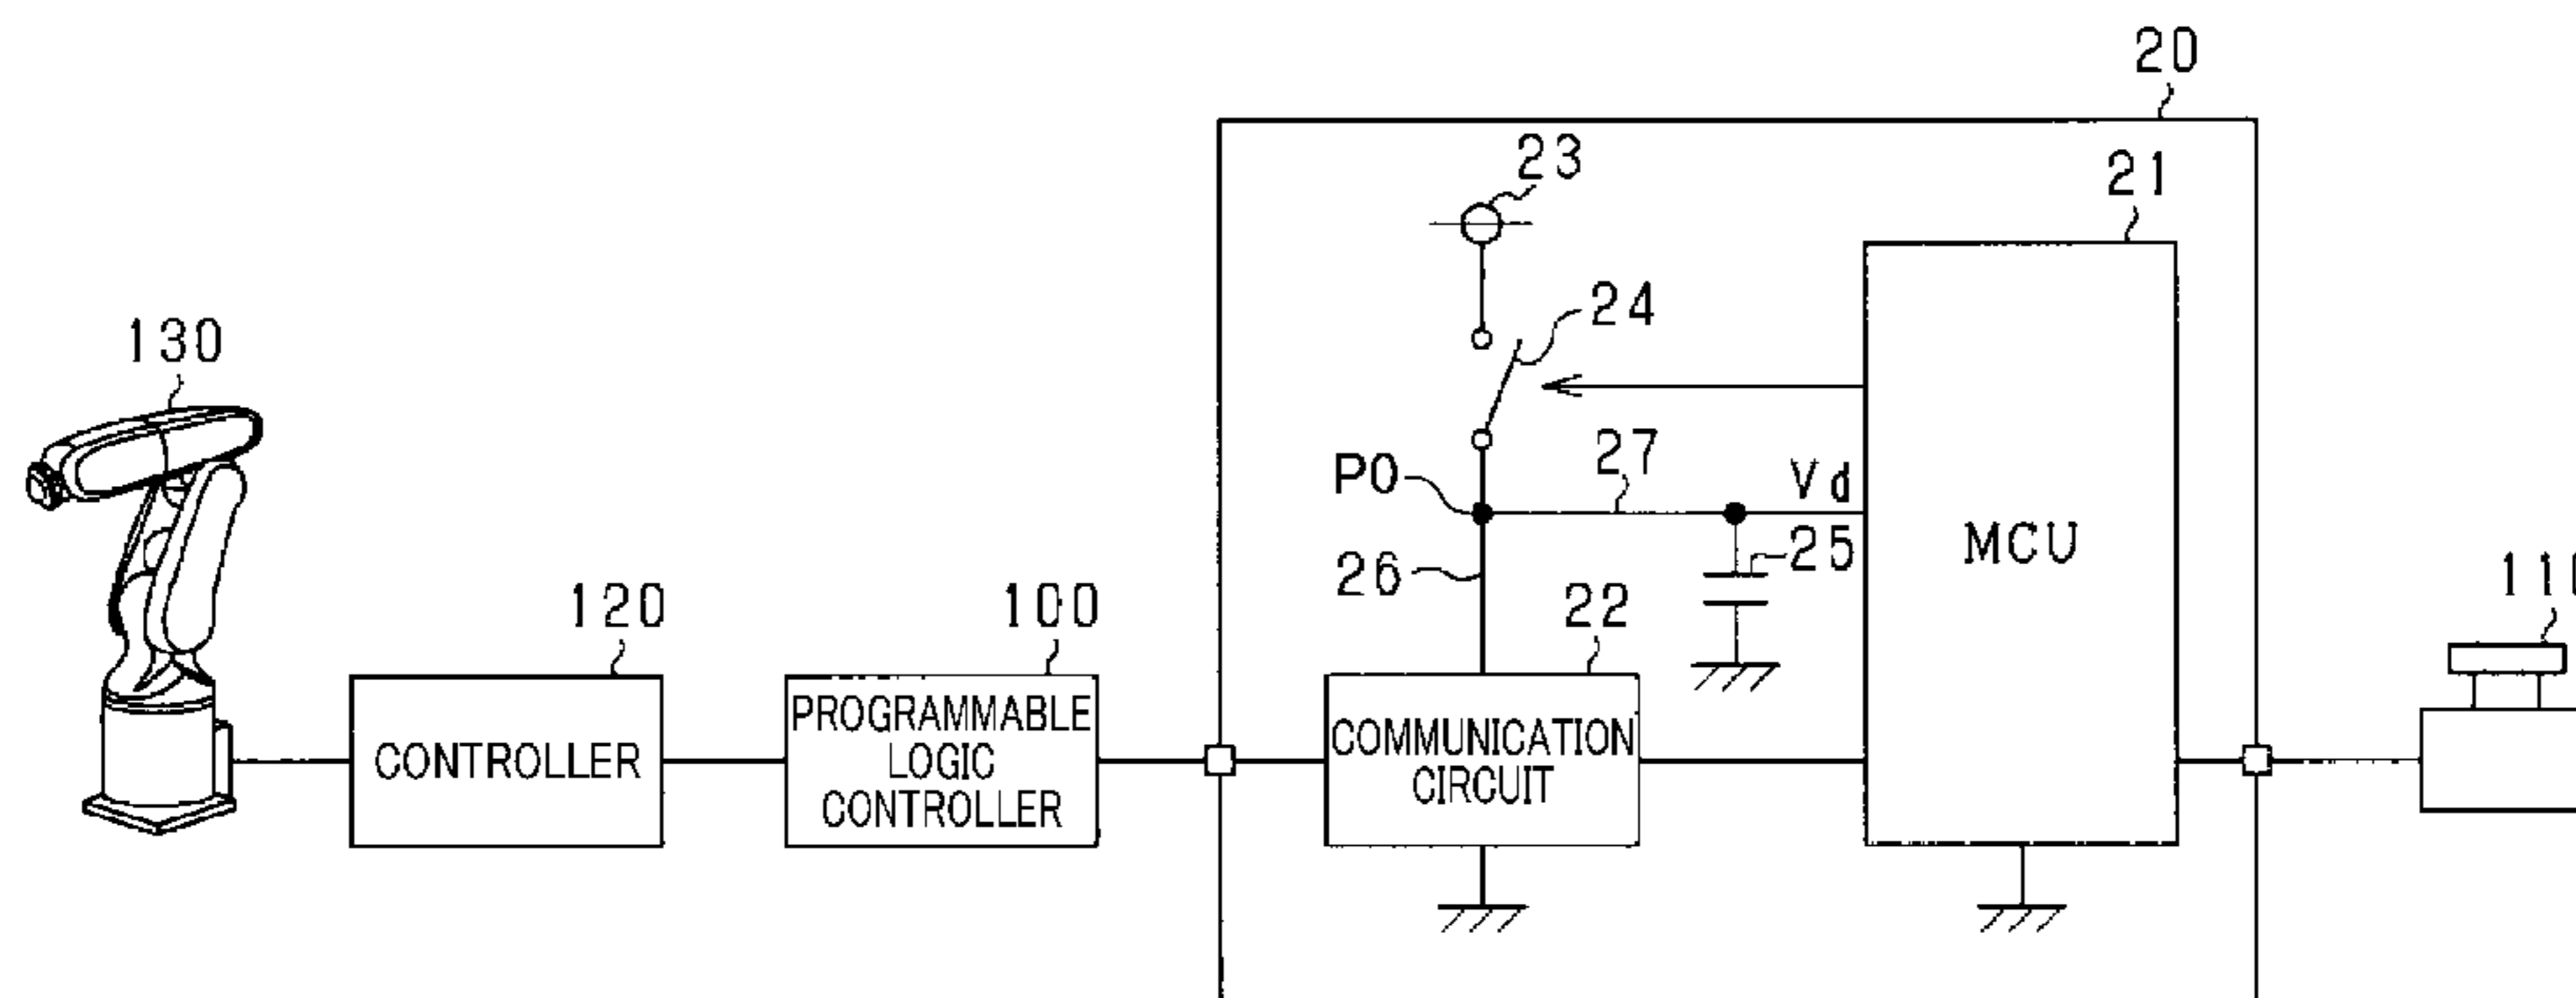 20
23
21
24
130
27
Vd
P0
MCU
25
26
110
120
100
22
CONTROLLER
PROGRAMMABLE
LOGIC
CONTROLLER
COMMUNICATION
CIRCUIT